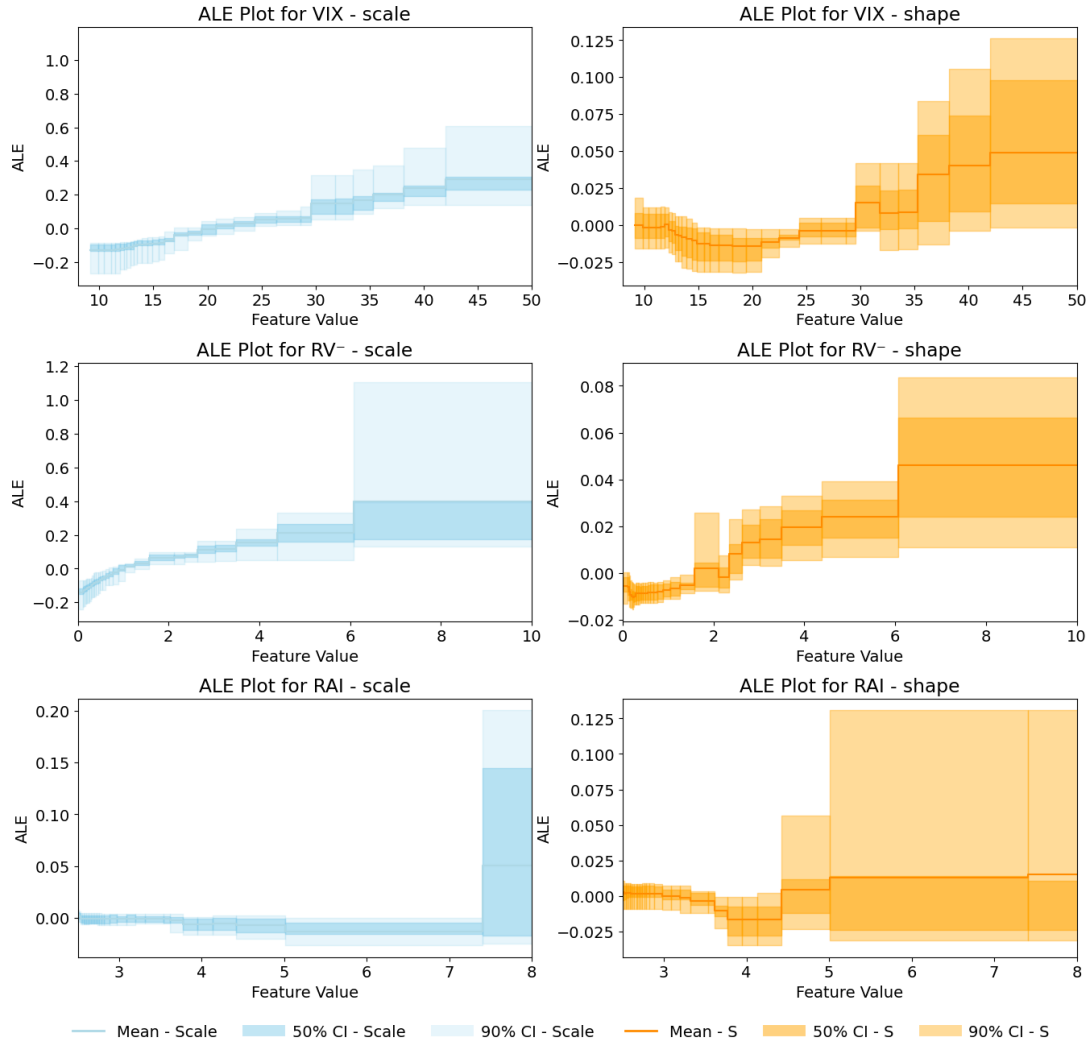 ALE Plot for VIX - scale
ALE Plot for VIX - shape
ALE
1.0
0.8
0.6
0.4
0.2
0.0
−0.2
10 15 20 25 30 35 40 45 50
Feature Value
ALE
0.125
0.100
0.075
0.050
0.025
0.000
−0.025
10 15 20 25 30 35 40 45 50
Feature Value
ALE Plot for RV⁻ - scale
ALE Plot for RV⁻ - shape
ALE
1.2
1.0
0.8
0.6
0.4
0.2
0.0
−0.2
0 2 4 6 8 10
Feature Value
ALE
0.08
0.06
0.04
0.02
0.00
−0.02
0 2 4 6 8 10
Feature Value
ALE Plot for RAI - scale
ALE Plot for RAI - shape
ALE
0.20
0.15
0.10
0.05
0.00
3 4 5 6 7 8
Feature Value
ALE
0.125
0.100
0.075
0.050
0.025
0.000
−0.025
3 4 5 6 7 8
Feature Value
Mean - Scale 50% CI - Scale 90% CI - Scale Mean - S 50% CI - S 90% CI - S